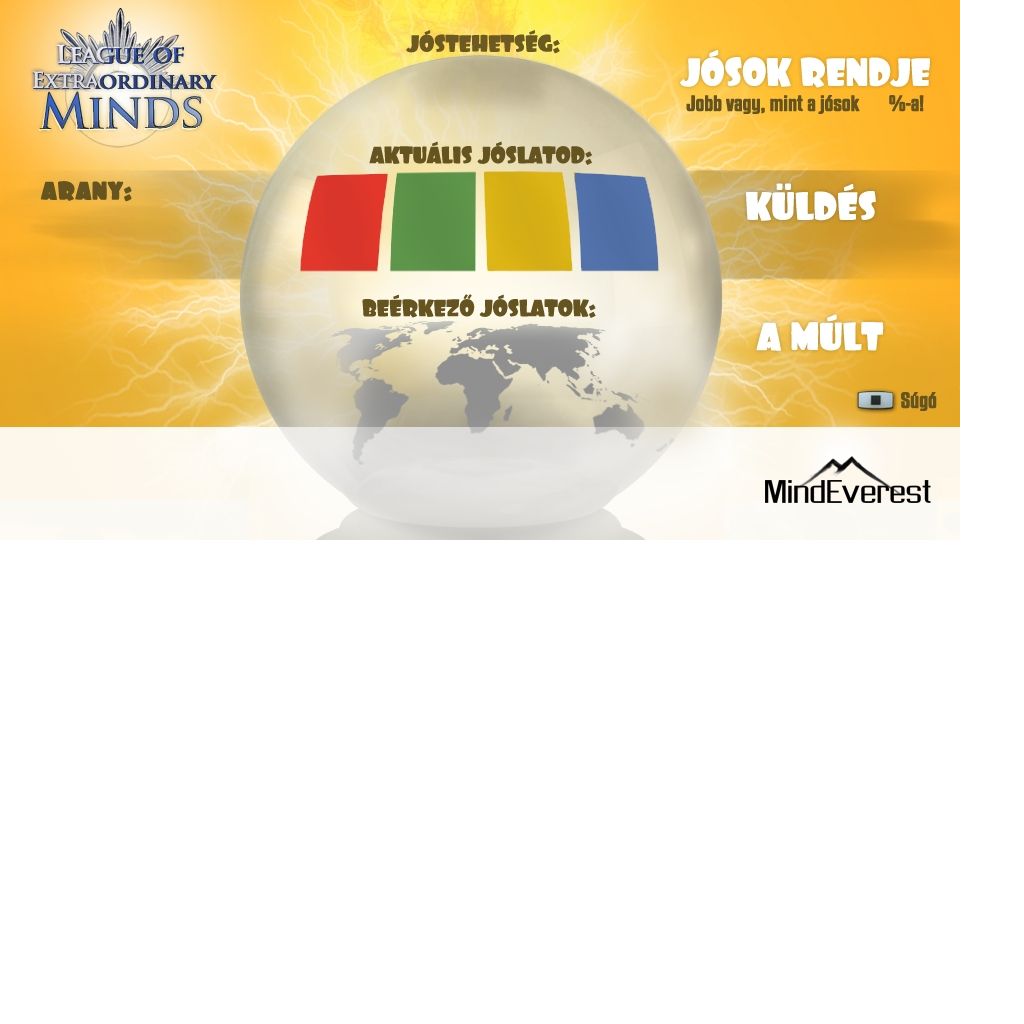 LEAGUE OF
EXTRAORDINARY
MINDS
JÓSTEHETSÉG:
JÓSOK RENDJE
Jobb vagy, mint a jósok %-a!
AKTUÁLIS JÓSLATOD:
ARANY:
KÜLDÉS
BEÉRKEZŐ JÓSLATOK:
A MÚLT
Súgó
MindEverest